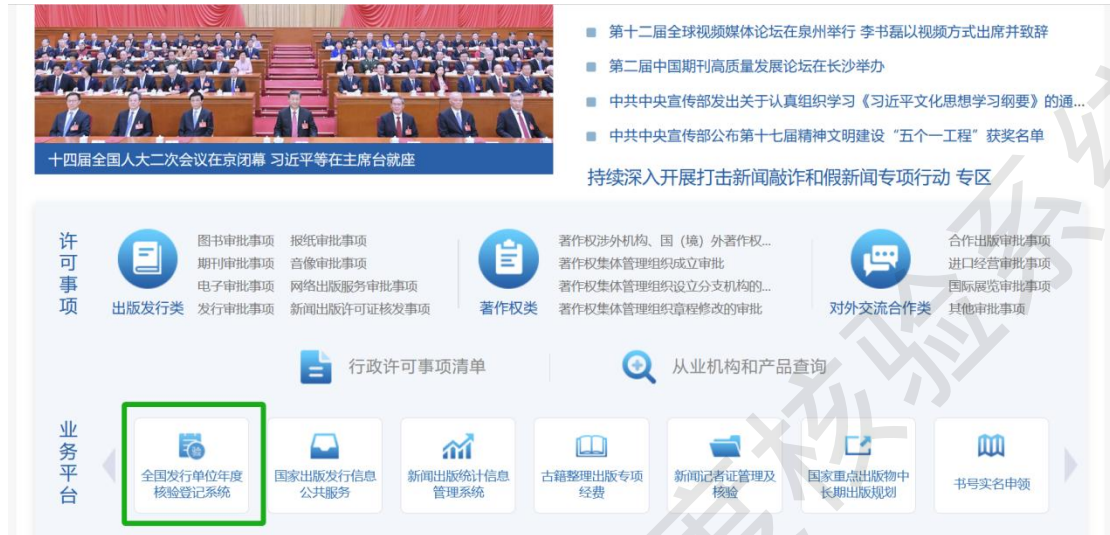 第十二届全球视频媒体论坛在泉州举行 李书磊以视频方式出席并致辞
第二届中国期刊高质量发展论坛在长沙举办
中共中央宣传部发出关于认真组织学习《习近平文化思想学习纲要》的通...
中共中央宣传部公布第十七届精神文明建设“五个一工程”获奖名单
十四届全国人大二次会议在京闭幕 习近平等在主席台就座
持续深入开展打击新闻敲诈和假新闻专项行动 专区
许可事项
图书审批事项 报纸审批事项
期刊审批事项 音像审批事项
电子审批事项 网络出版服务审批事项
出版发行类 发行审批事项 新闻出版许可证核发事项
著作权涉外机构、国（境）外著作权...
著作权集体管理组织成立审批
著作权集体管理组织设立分支机构的...
著作权类 著作权集体管理组织章程修改的审批
合作出版审批事项
进口经营审批事项
国际展览审批事项
对外交流合作类 其他审批事项
行政许可事项清单
从业机构和产品查询
业务平台
全国发行单位年度
核验登记系统
国家出版发行信息
公共服务
新闻出版统计信息
管理系统
古籍整理出版专项
经费
新闻记者证管理及
核验
国家重点出版物中
长期出版规划
书号实名申领
度核验系统